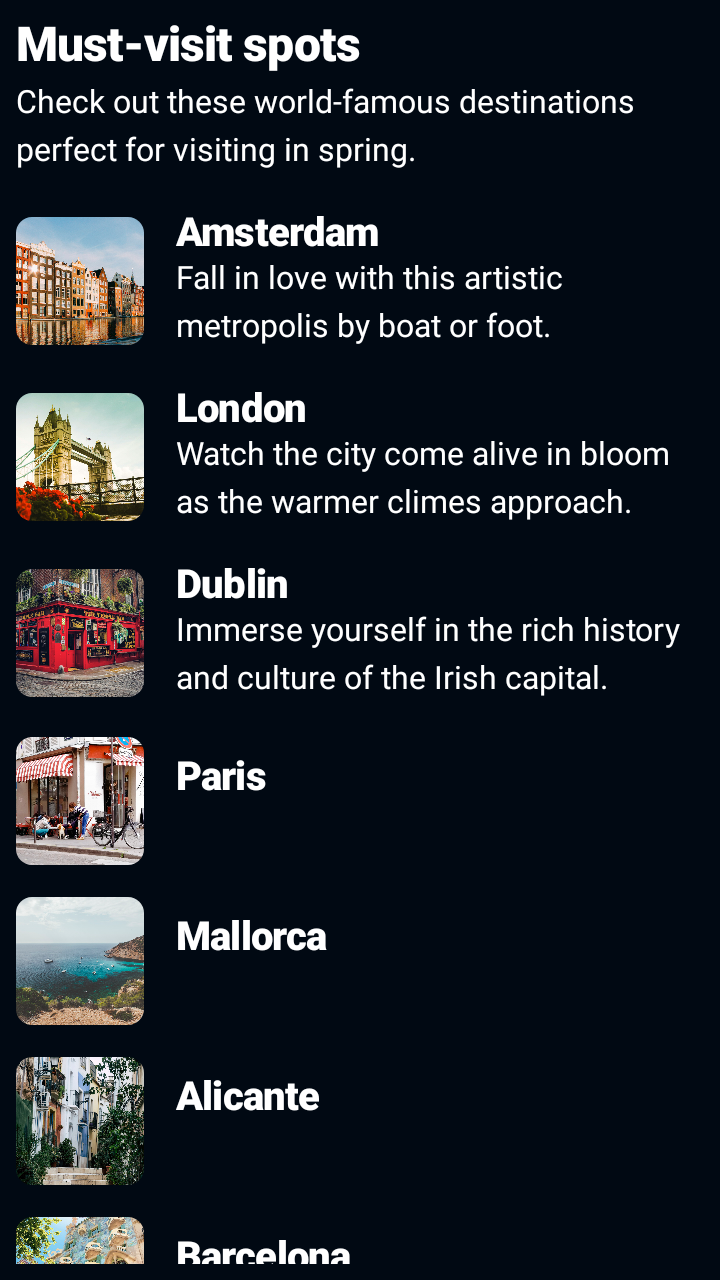 Must-visit spots
Check out these world-famous destinations
perfect for visiting in spring.
Amsterdam
Fall in love with this artistic
metropolis by boat or foot.
London
Watch the city come alive in bloom
as the warmer climes approach.
Dublin
Immerse yourself in the rich history
and culture of the Irish capital.
Paris
Mallorca
Alicante
Barcelona